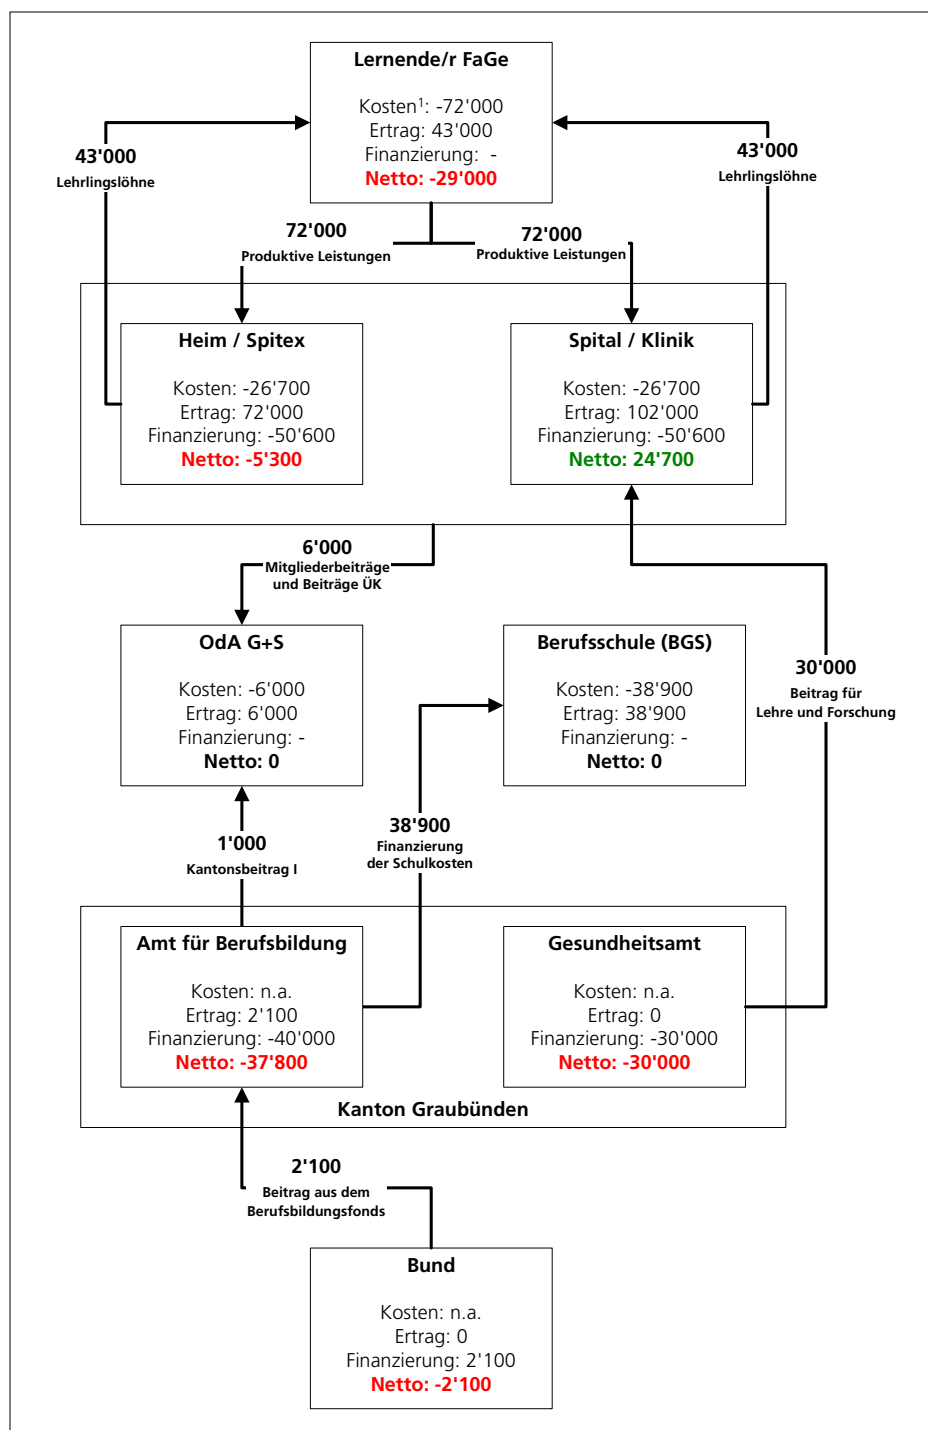 Lernende/r FaGe
Kosten¹: -72'000
Ertrag: 43'000
Finanzierung: -
Netto: -29'000
43'000
Lehrlingslöhne
43'000
Lehrlingslöhne
72'000
Produktive Leistungen
72'000
Produktive Leistungen
Heim / Spitex
Kosten: -26'700
Ertrag: 72'000
Finanzierung: -50'600
Netto: -5'300
Spital / Klinik
Kosten: -26'700
Ertrag: 102'000
Finanzierung: -50'600
Netto: 24'700
6'000
Mitgliederbeiträge
und Beiträge ÜK
OdA G+S
Kosten: -6'000
Ertrag: 6'000
Finanzierung: -
Netto: 0
Berufsschule (BGS)
Kosten: -38'900
Ertrag: 38'900
Finanzierung: -
Netto: 0
30'000
Beitrag für
Lehre und Forschung
1'000
Kantonsbeitrag I
38'900
Finanzierung
der Schulkosten
Amt für Berufsbildung
Kosten: n.a.
Ertrag: 2'100
Finanzierung: -40'000
Netto: -37'800
Gesundheitsamt
Kosten: n.a.
Ertrag: 0
Finanzierung: -30'000
Netto: -30'000
Kanton Graubünden
2'100
Beitrag aus dem
Berufsbildungsfonds
Bund
Kosten: n.a.
Ertrag: 0
Finanzierung: 2'100
Netto: -2'100